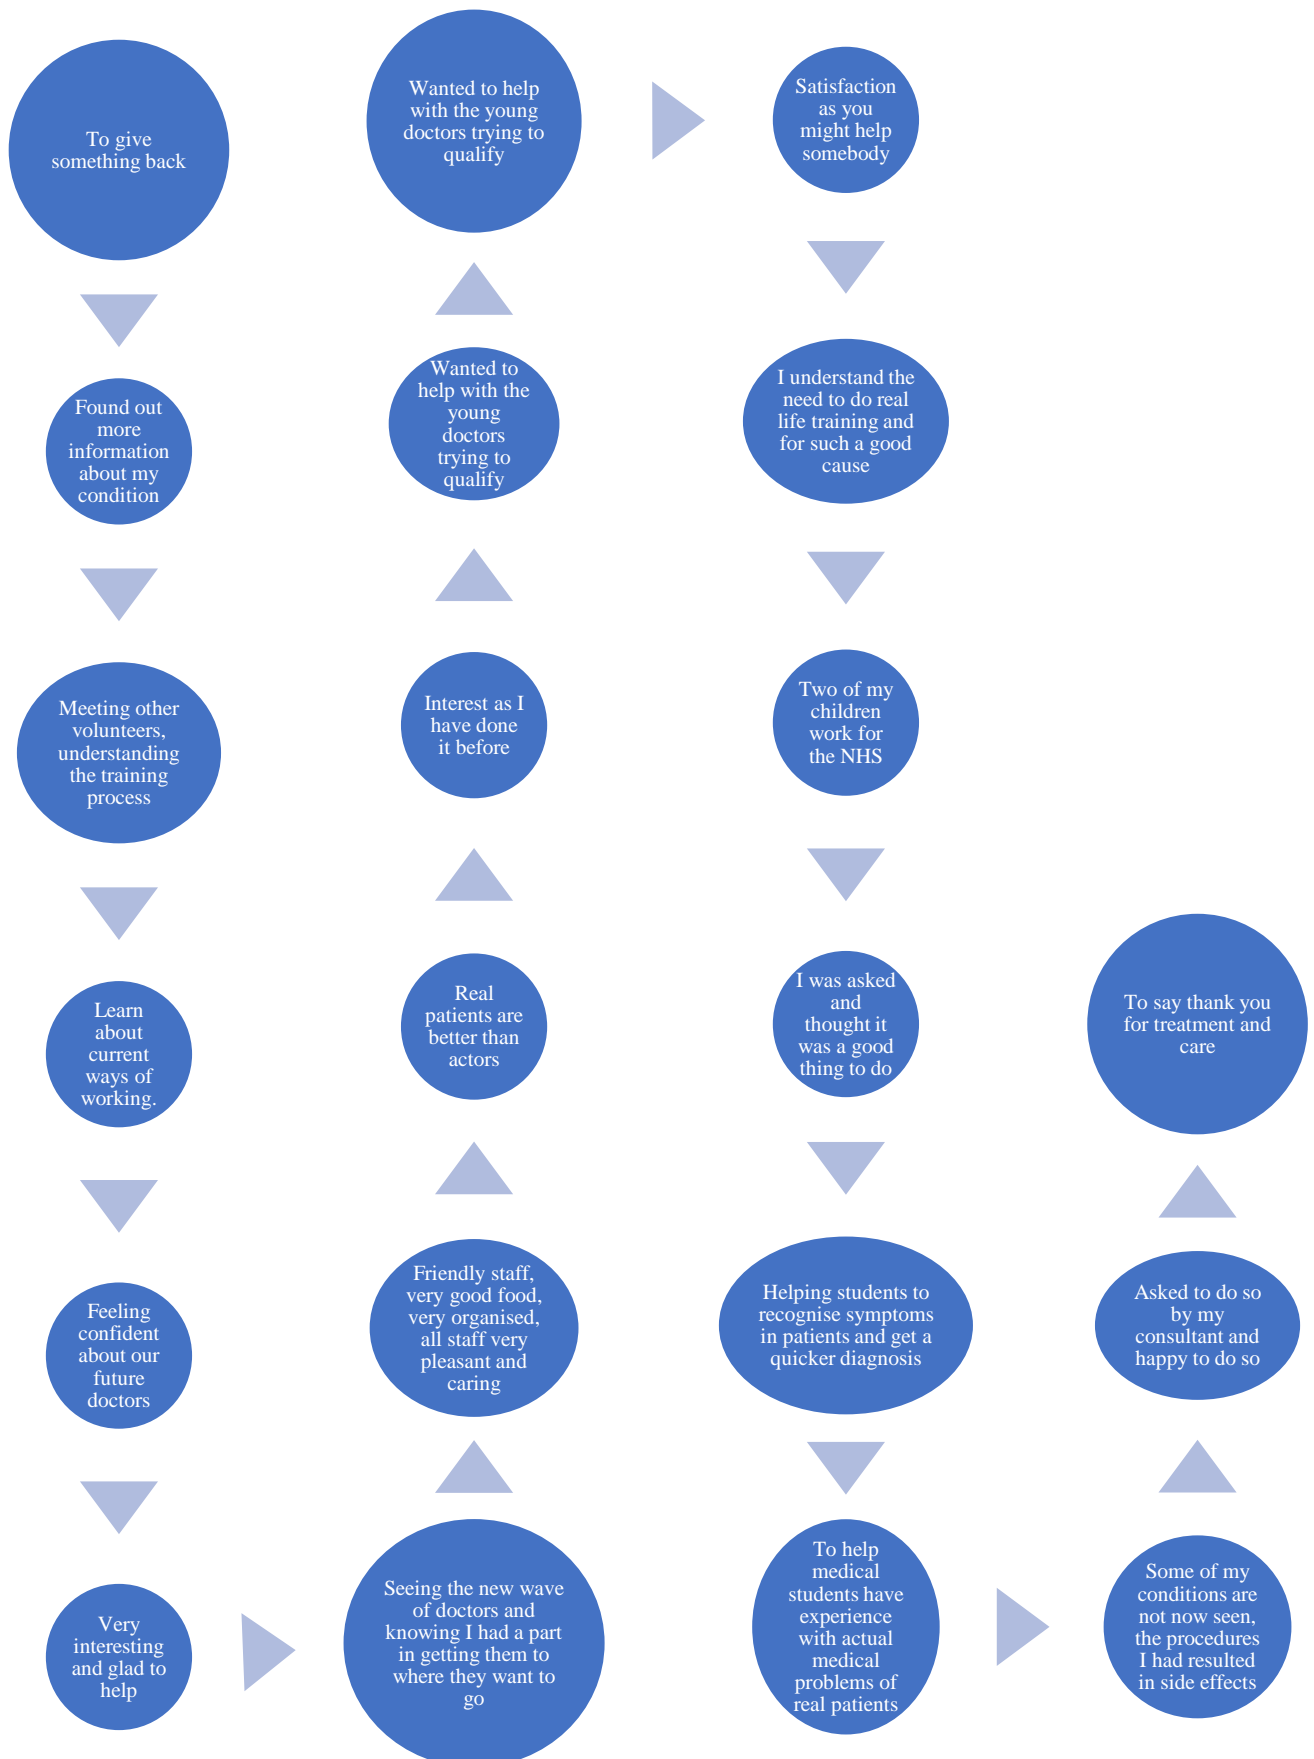 To give
something back
Found out
more
information
about my
condition
Meeting other
volunteers,
understanding
the training
process
Learn
about
current
ways of
working.
Feeling
confident
about our
future
doctors
Very
interesting
and glad to
help
Seeing the new wave
of doctors and
knowing I had a part
in getting them to
where they want to
go
Friendly staff,
very good food,
very organised,
all staff very
pleasant and
caring
Real
patients are
better than
actors
Interest as I
have done
it before
Wanted to
help with the
young
doctors
trying to
qualify
Wanted to help
with the young
doctors trying to
qualify
Satisfaction
as you
might help
somebody
I understand the
need to do real
life training and
for such a good
cause
Two of my
children
work for
the NHS
I was asked
and
thought it
was a good
thing to do
Helping students to
recognise symptoms
in patients and get a
quicker diagnosis
To help
medical
students have
experience
with actual
medical
problems of
real patients
Some of my
conditions are
not now seen,
the procedures
I had resulted
in side effects
Asked to do so
by my
consultant and
happy to do so
To say thank you
for treatment and
care